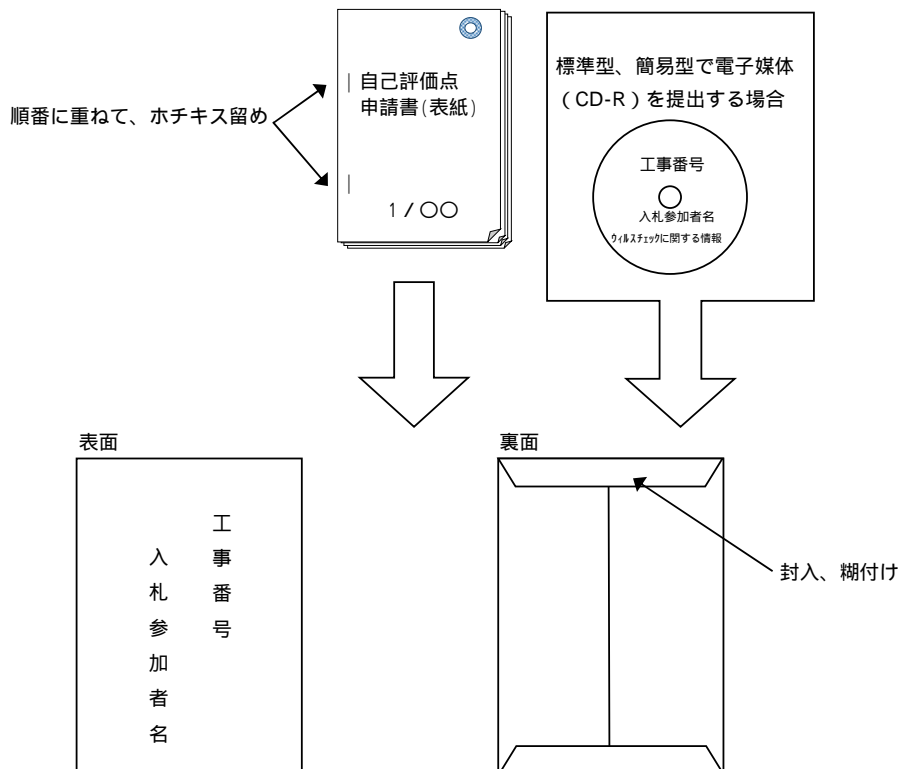 順番に重ねて、ホチキス留め
自己評価点
申請書(表紙)
1/〇〇
標準型、簡易型で電子媒体
(CD-R)を提出する場合
工事番号
入札参加者名
ウィルスチェックに関する情報
表面
工事番号
入札参加者名
裏面
封入、糊付け